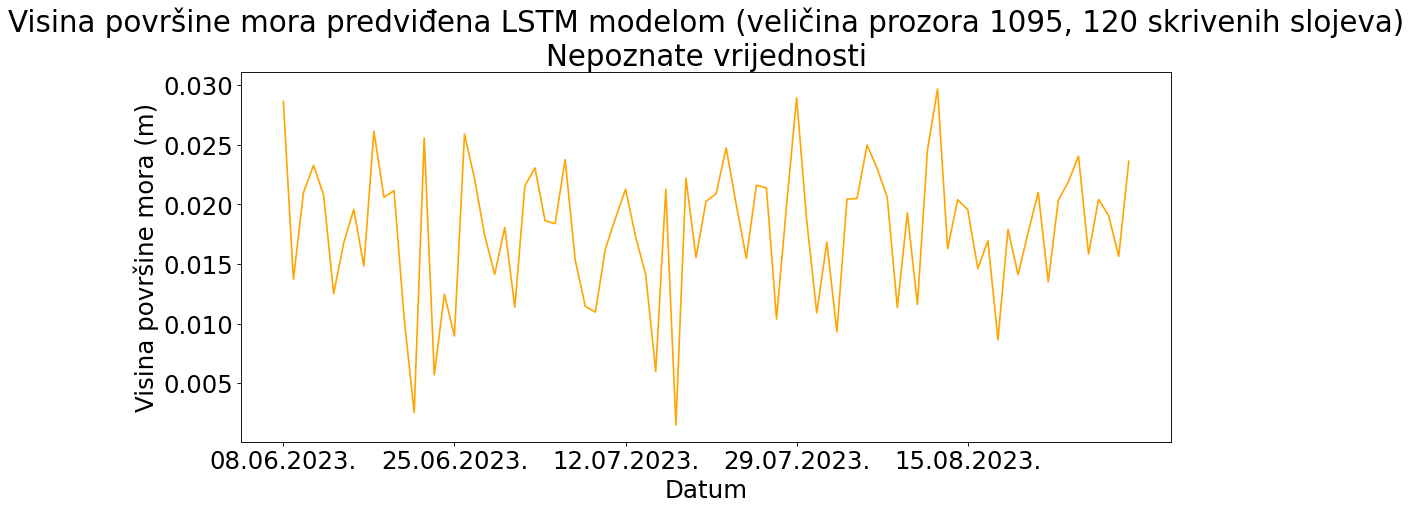 Visina površine mora predviđena LSTM modelom (veličina prozora 1095, 120 skrivenih slojeva)
Nepoznate vrijednosti
Visina površine mora (m)
0.030
0.025
0.020
0.015
0.010
0.005
08.06.2023. 25.06.2023. 12.07.2023. 29.07.2023. 15.08.2023.
Datum